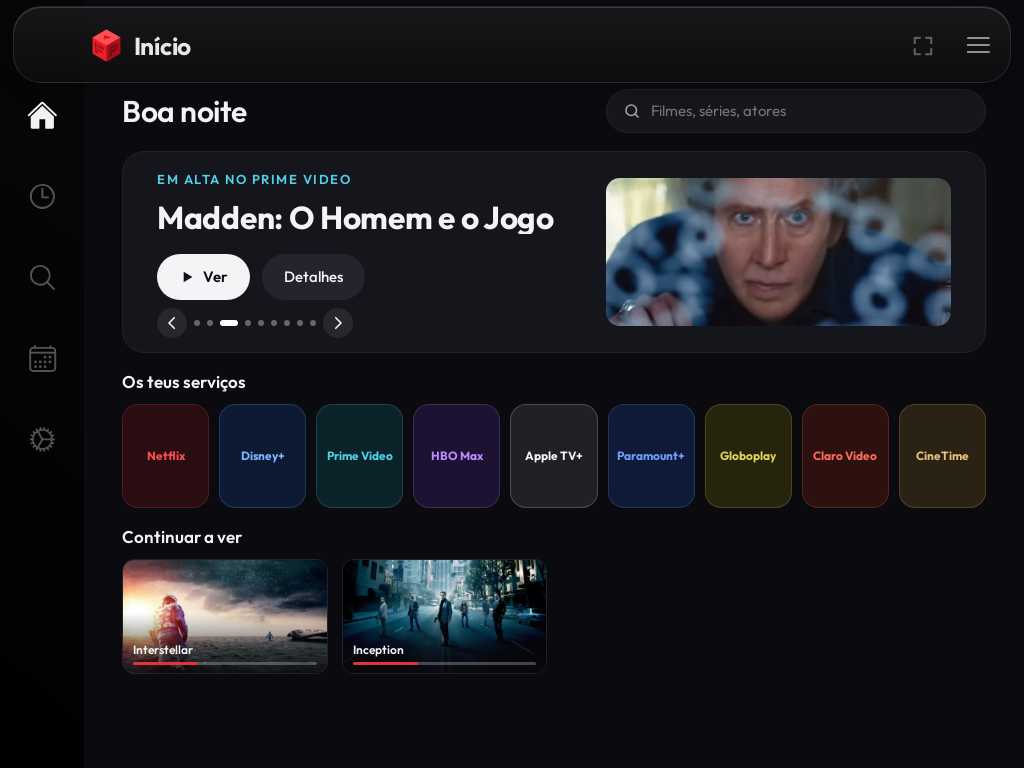 Início
Boa noite
Filmes, séries, atores
EM ALTA NO PRIME VIDEO
Madden: O Homem e o Jogo
Ver
Detalhes
Os teus serviços
Netflix
Disney+
Prime Video
HBO Max
Apple TV+
Paramount+
Globoplay
Claro Video
CineTime
Continuar a ver
Interstellar
Inception